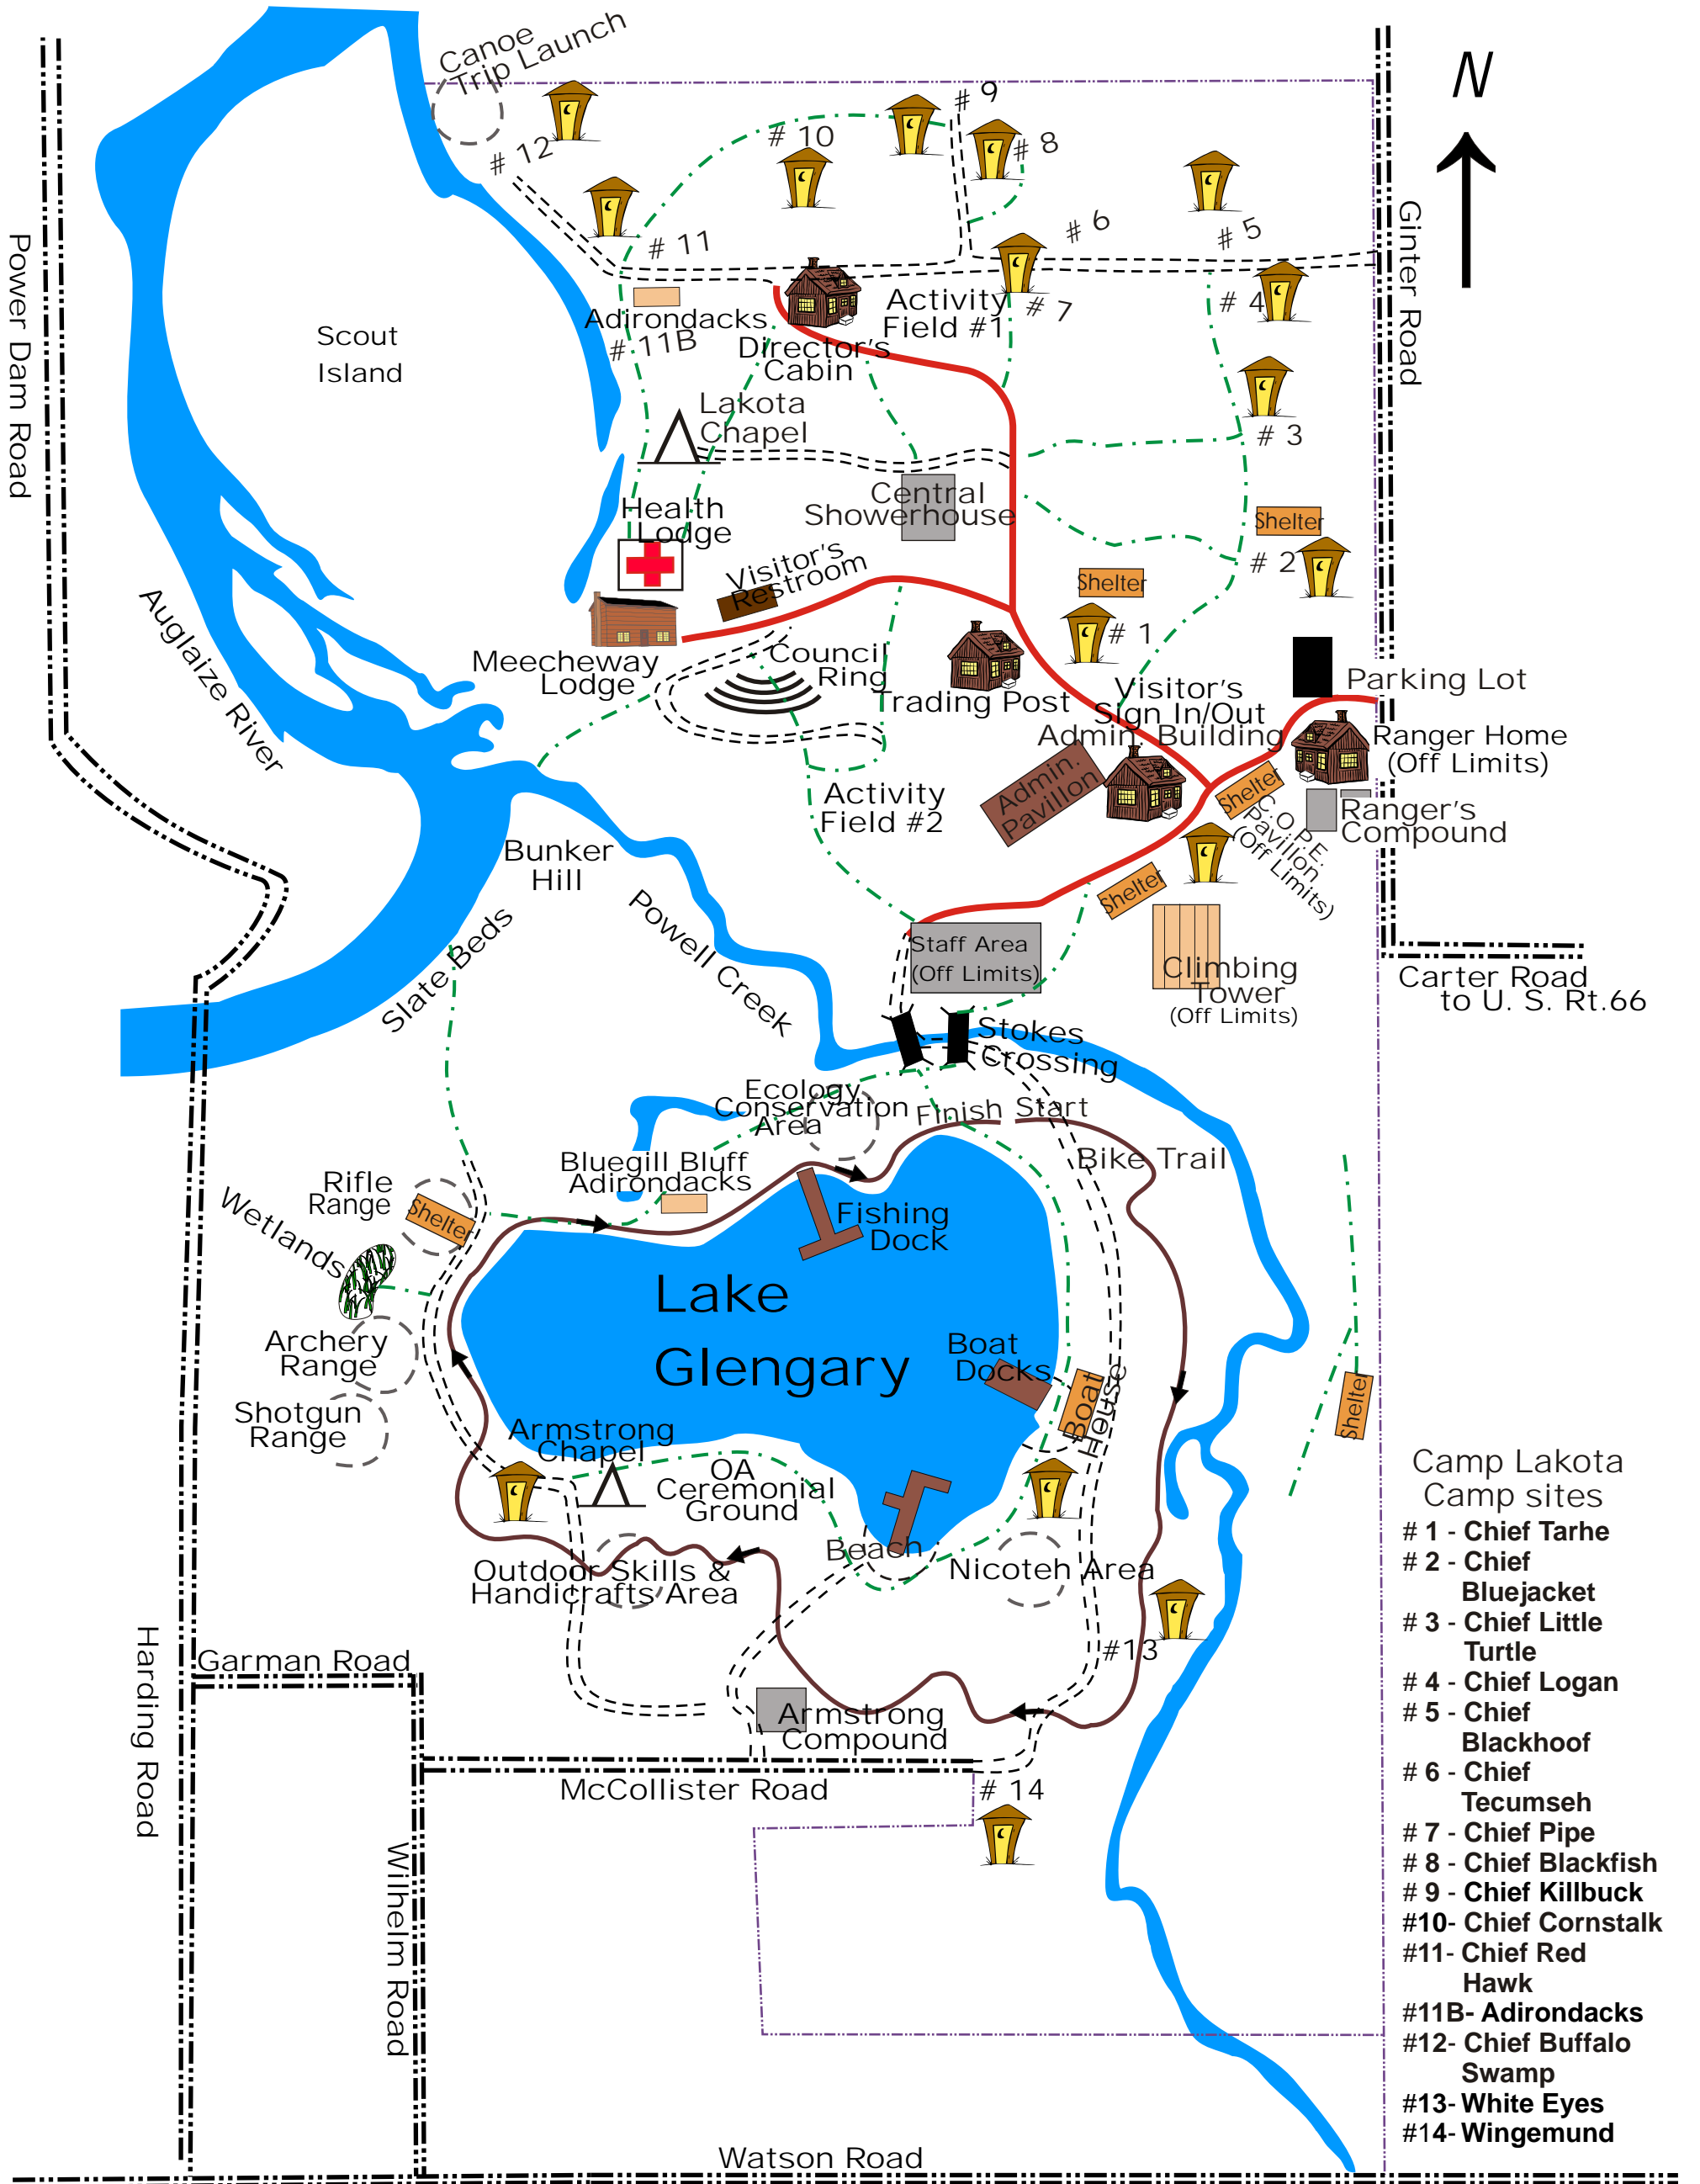 Canoe
Trip Launch
N
# 9
# 10
# 8
# 12
# 6
# 5
# 11
Ginter Road
Power Dam Road
Scout
Island
Adirondacks
# 11B
Director's
Cabin
Activity
Field #1
# 7
# 4
Lakota
Chapel
# 3
Central
Showerhouse
Health
Lodge
Shelter
# 2
Visitor's
Restroom
Shelter
# 1
Auglaize River
Meecheway
Lodge
Council
Ring
Trading Post
Visitor's
Sign In/Out
Admin. Building
Parking Lot
Ranger Home
(Off Limits)
Admin.
Pavillon
Shelter
C.O.P.E.
Pavillon
(Off Limits)
Ranger's
Compound
Activity
Field #2
Bunker
Hill
Slate Beds
Powell Creek
Shelter
Staff Area
(Off Limits)
Climbing
Tower
(Off Limits)
Carter Road
to U. S. Rt.66
Stokes
Crossing
Ecology
Conservation
Area
Finish
Start
Bike Trail
Bluegill Bluff
Adirondacks
Rifle
Range
Shelter
Wetlands
Fishing
Dock
Lake
Glengary
Archery
Range
Boat
Docks
Boat
House
Shelter
Shotgun
Range
Armstrong
Chapel
OA
Ceremonial
Ground
Beach
Outdoor Skills &
Handicrafts Area
Nicoteh Area
#13
Harding Road
Garman Road
Armstrong
Compound
McCollister Road
# 14
Wilhelm Road
Watson Road
Camp Lakota
Camp sites
# 1 - Chief Tarhe
# 2 - Chief
Bluejacket
# 3 - Chief Little
Turtle
# 4 - Chief Logan
# 5 - Chief
Blackhoof
# 6 - Chief
Tecumseh
# 7 - Chief Pipe
# 8 - Chief Blackfish
# 9 - Chief Killbuck
#10- Chief Cornstalk
#11- Chief Red
Hawk
#11B- Adirondacks
#12- Chief Buffalo
Swamp
#13- White Eyes
#14- Wingemund